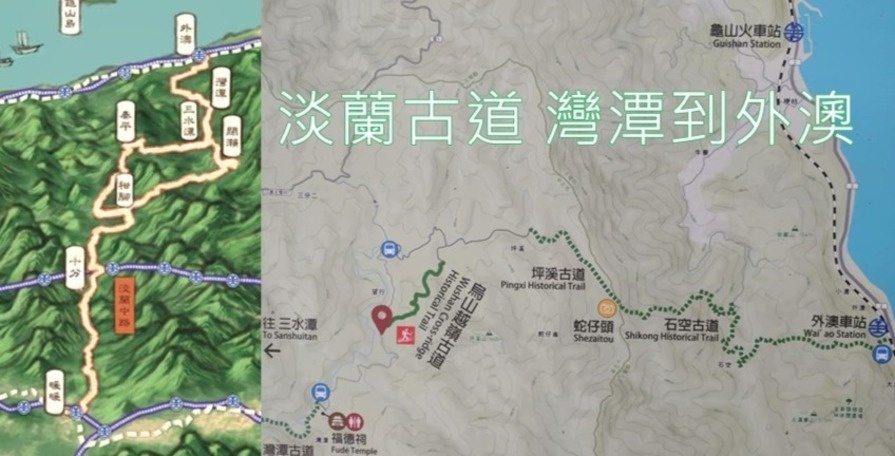 龜山島
外澳
灣潭
三水潭
泰平
闊瀨
柑腳
十分
淡蘭中路
暖暖
淡蘭古道 灣潭到外澳
龜山火車站
Guishan Station
坪溪古道
Pingxi Historical Trail
烏山越嶺古道
Wushan Cross-ridge
Historical Trail
往 三水潭
To Sanshuitan
蛇仔頭
Shezaitou
石空古道
Shikong Historical Trail
外澳車站
Wai˙ao Station
石空
福德祠
Fude Temple
灣潭古道